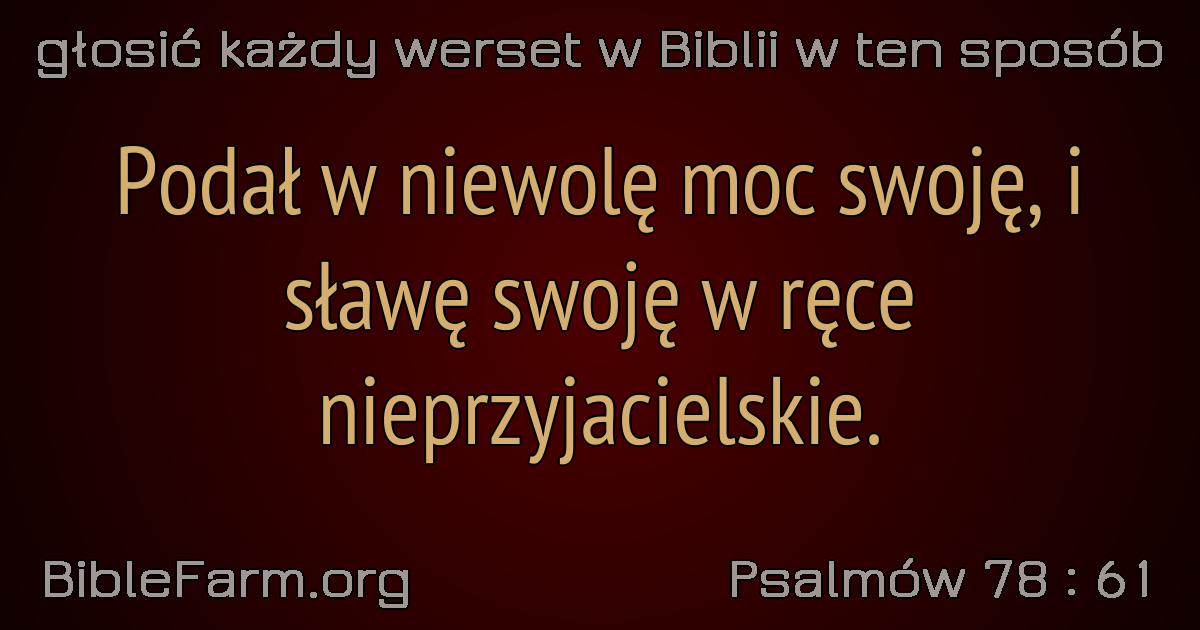 głosić każdy werset w Biblii w ten sposób
Podał w niewolę moc swoję, i
sławę swoję w ręce
nieprzyjacielskie.
BibleFarm.org
Psalmów 78 : 61